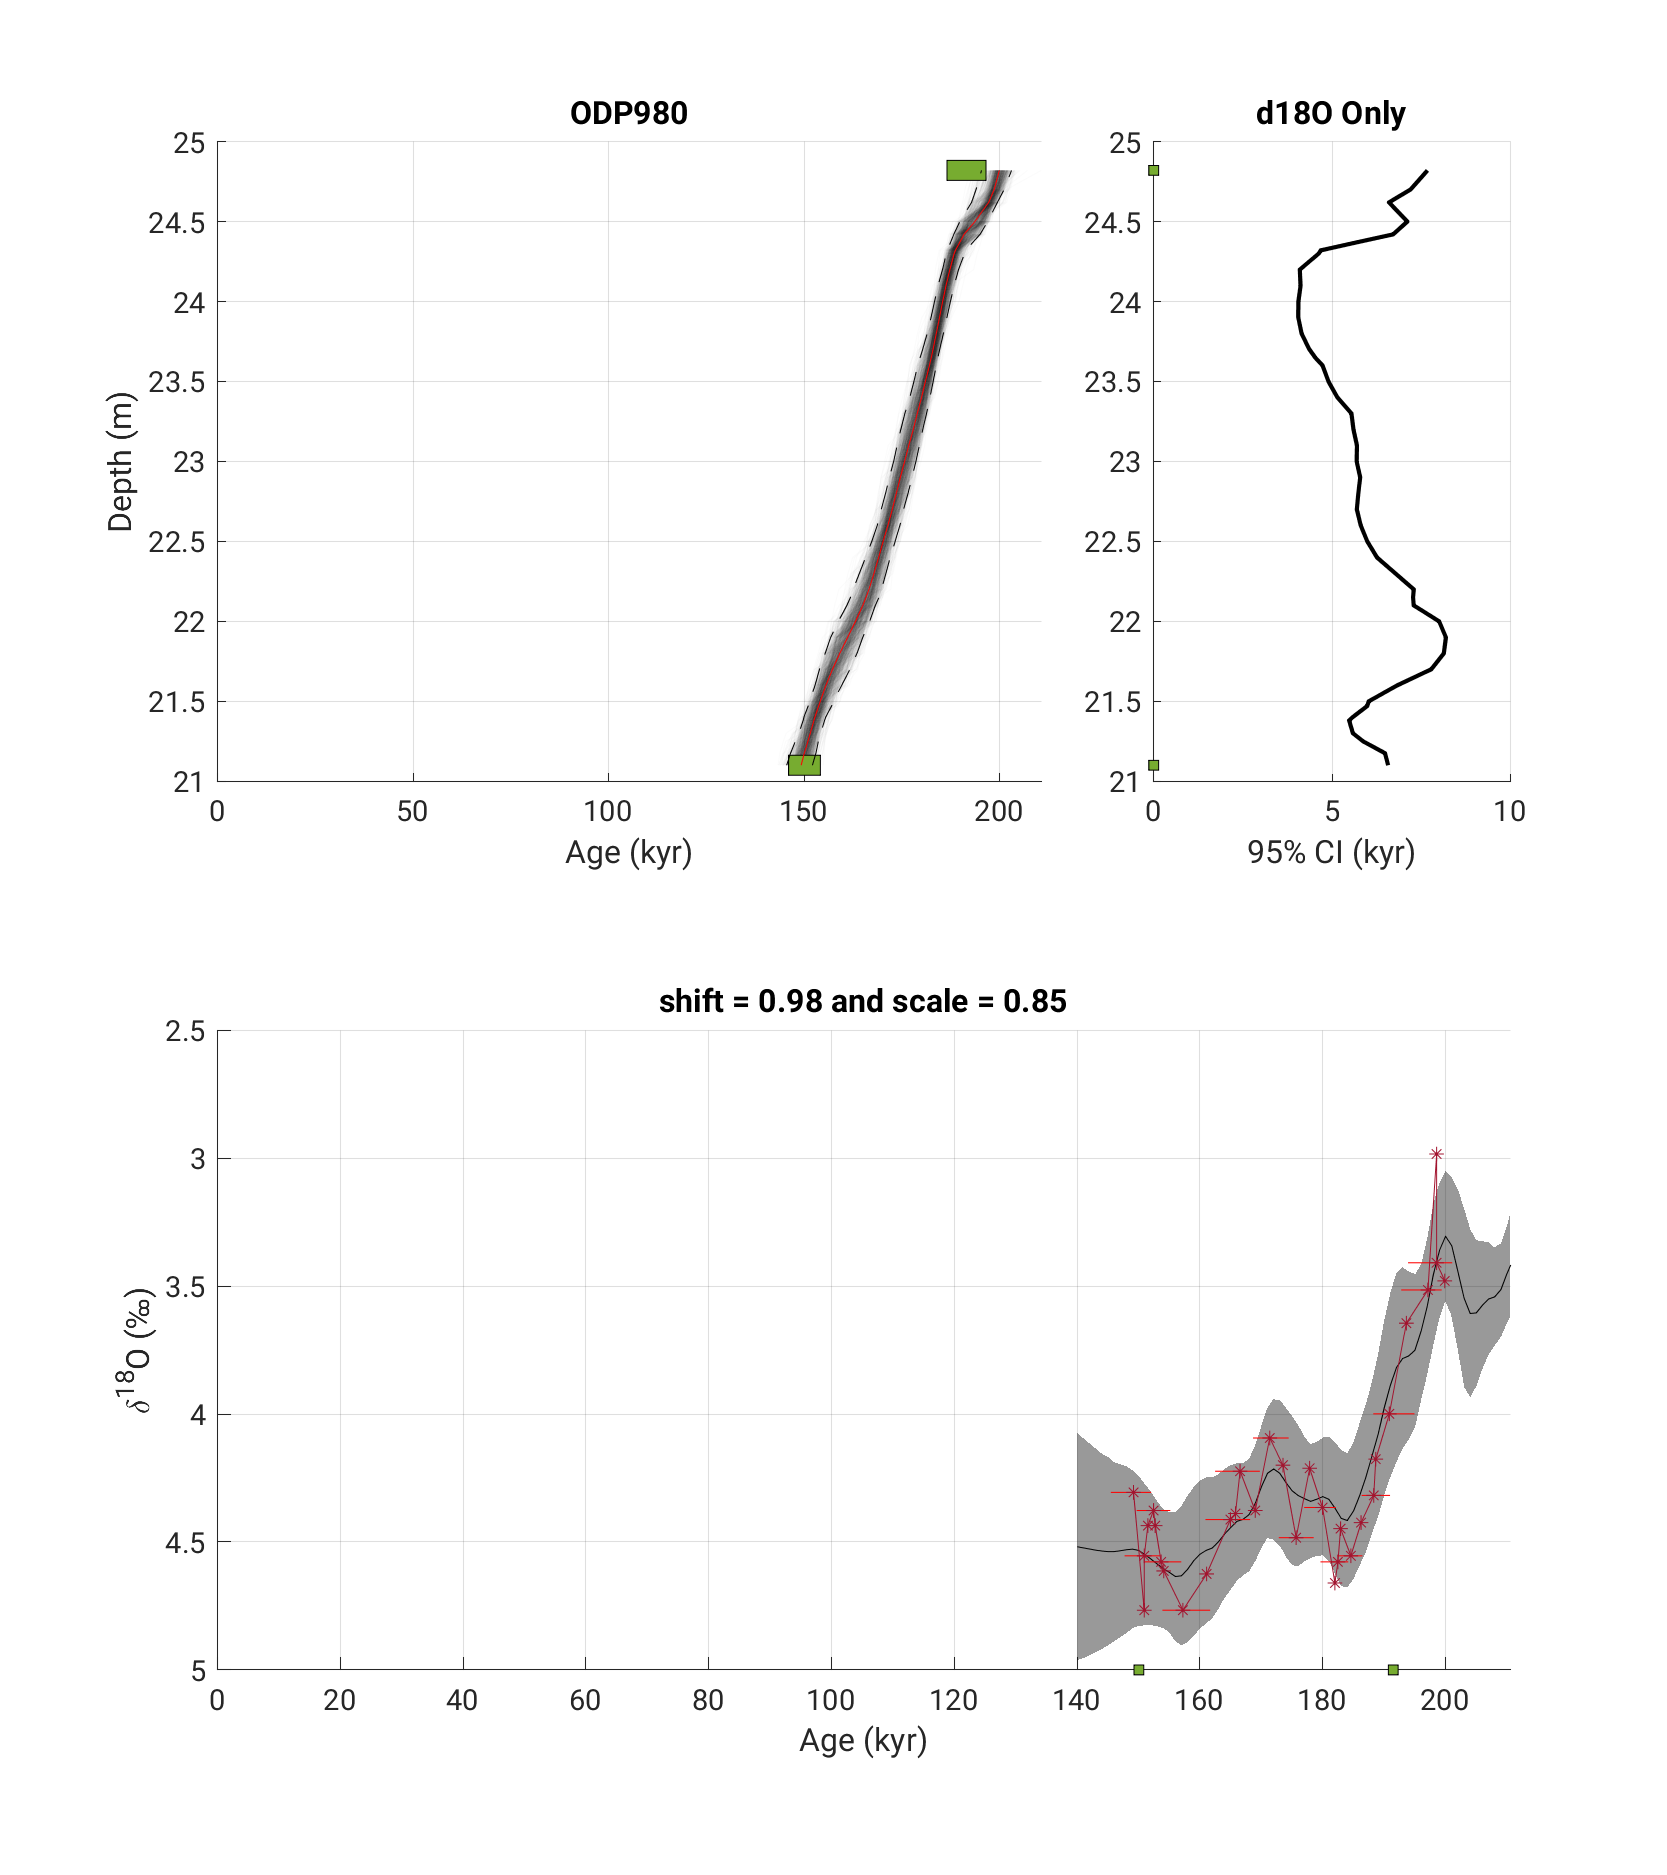 ODP980
25
24.5
24
23.5
23
22.5
22
21.5
21
Depth (m)
0 50 100 150 200
Age (kyr)
d18O Only
25
24.5
24
23.5
23
22.5
22
21.5
21
0 5 10
95% CI (kyr)
shift = 0.98 and scale = 0.85
2.5
3
3.5
4
4.5
5
δ18O (‰)
0 20 40 60 80 100 120 140 160 180 200
Age (kyr)